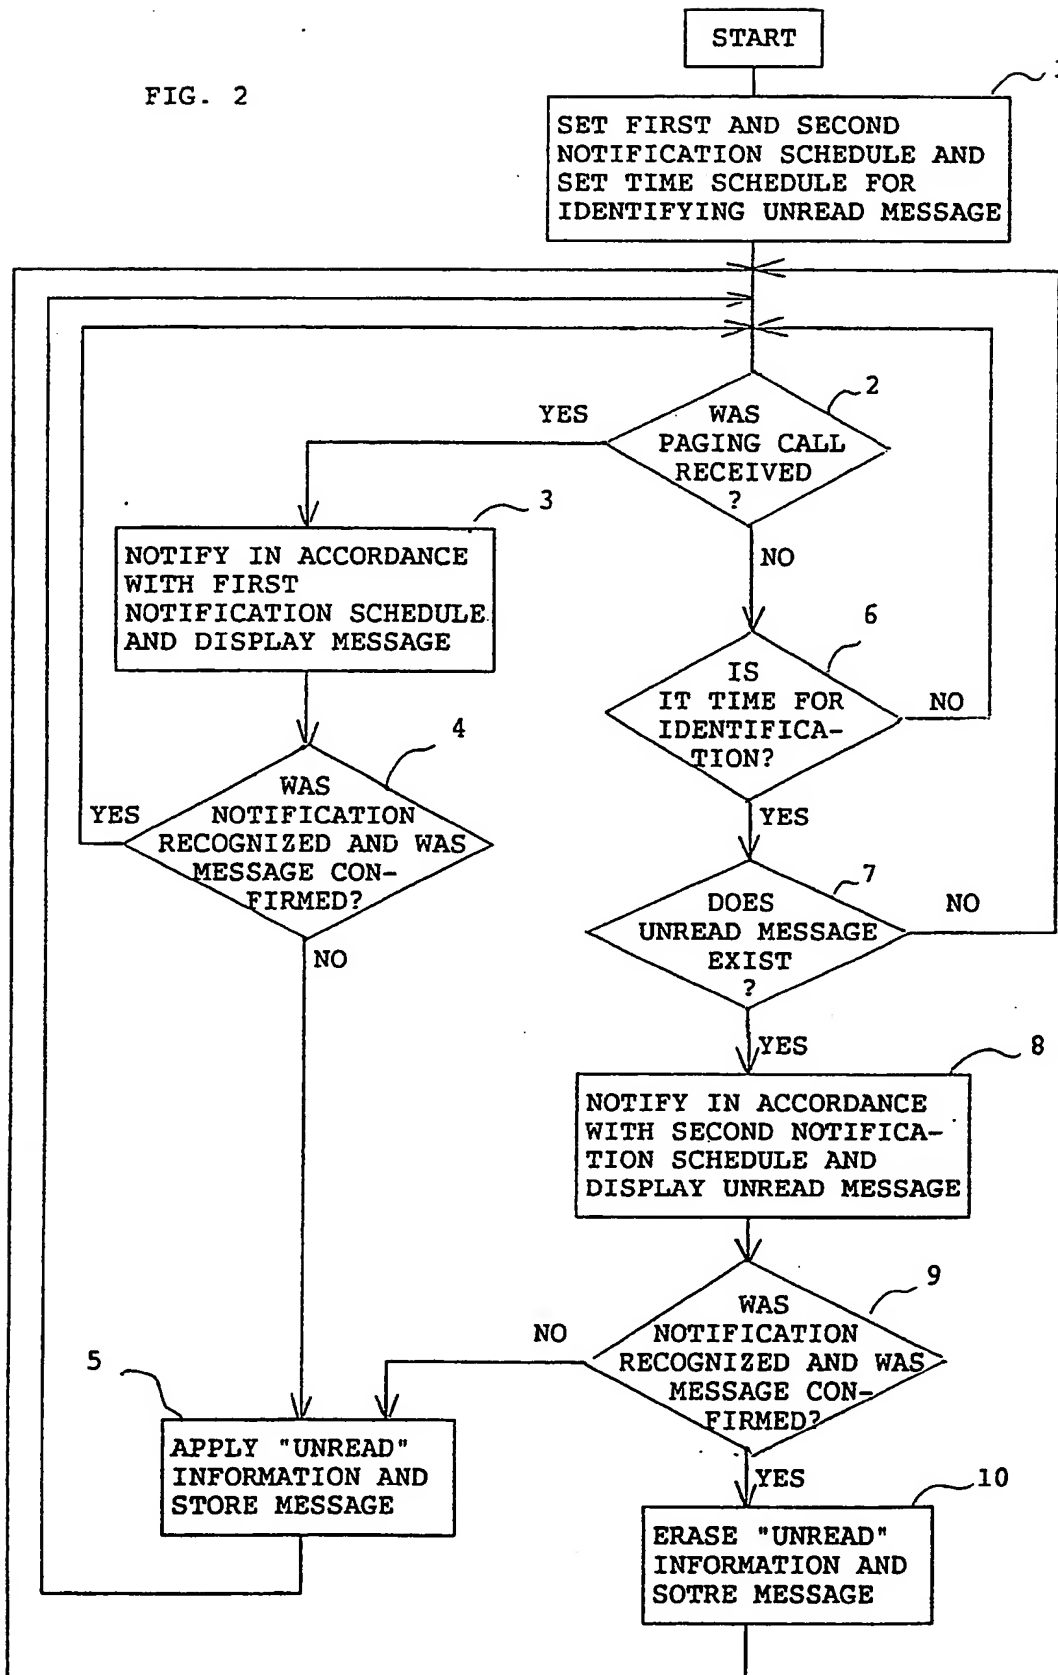 START
FIG. 2
SET FIRST AND SECOND
NOTIFICATION SCHEDULE AND
SET TIME SCHEDULE FOR
IDENTIFYING UNREAD MESSAGE
2
YES
WAS
PAGING CALL
RECEIVED
?
3
NO
NOTIFY IN ACCORDANCE
WITH FIRST
NOTIFICATION SCHEDULE
AND DISPLAY MESSAGE
6
IS
IT TIME FOR
IDENTIFICA-
TION?
NO
4
YES
WAS
NOTIFICATION
RECOGNIZED AND WAS
MESSAGE CON-
FIRMED?
YES
7
DOES
UNREAD MESSAGE
EXIST
?
NO
NO
YES
8
NOTIFY IN ACCORDANCE
WITH SECOND NOTIFICA-
TION SCHEDULE AND
DISPLAY UNREAD MESSAGE
9
WAS
NOTIFICATION
RECOGNIZED AND WAS
MESSAGE CON-
FIRMED?
NO
5
APPLY "UNREAD"
INFORMATION AND
STORE MESSAGE
YES
10
ERASE "UNREAD"
INFORMATION AND
SOTRE MESSAGE